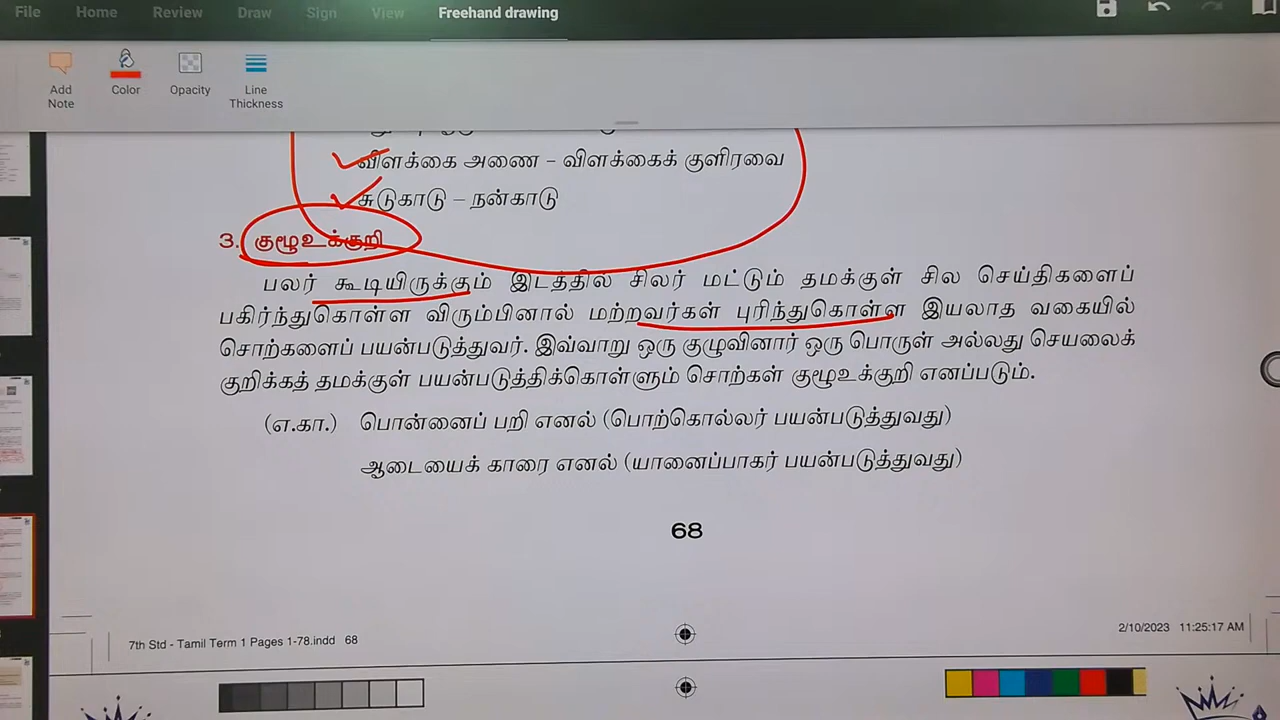 File Home Review Draw Sign View Freehand drawing
Add Note Color Opacity Line Thickness
விளக்கை அணை – விளக்கைக் குளிரவை
சுடுகாடு – நன்காடு
3. குழூஉக்குறி
பலர் கூடியிருக்கும் இடத்தில் சிலர் மட்டும் தமக்குள் சில செய்திகளைப்
பகிர்ந்துகொள்ள விரும்பினால் மற்றவர்கள் புரிந்துகொள்ள இயலாத வகையில்
சொற்களைப் பயன்படுத்துவர். இவ்வாறு ஒரு குழுவினார் ஒரு பொருள் அல்லது செயலைக்
குறிக்கத் தமக்குள் பயன்படுத்திக்கொள்ளும் சொற்கள் குழூஉக்குறி எனப்படும்.
(எ.கா.) பொன்னைப் பறி எனல் (பொற்கொல்லர் பயன்படுத்துவது)
ஆடையைக் காரை எனல் (யானைப்பாகர் பயன்படுத்துவது)
68
7th Std - Tamil Term 1 Pages 1-78.indd 68
2/10/2023 11:25:17 AM